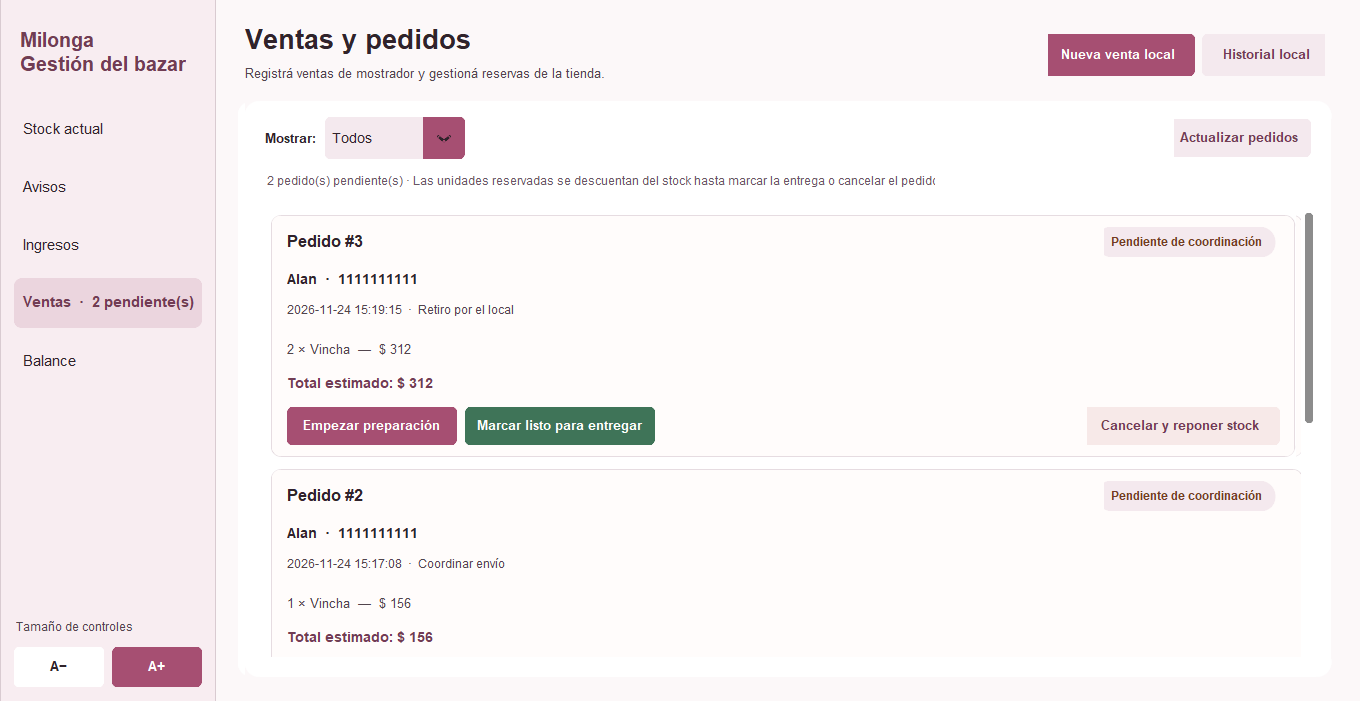 Milonga
Gestión del bazar
Stock actual
Avisos
Ingresos
Ventas · 2 pendiente(s)
Balance
Tamaño de controles
A− A+
Ventas y pedidos
Registrá ventas de mostrador y gestioná reservas de la tienda.
Nueva venta local
Historial local
Mostrar: Todos
Actualizar pedidos
2 pedido(s) pendiente(s) · Las unidades reservadas se descuentan del stock hasta marcar la entrega o cancelar el pedido
Pedido #3
Pendiente de coordinación
Alan · 1111111111
2026-11-24 15:19:15 · Retiro por el local
2 × Vincha — $ 312
Total estimado: $ 312
Empezar preparación
Marcar listo para entregar
Cancelar y reponer stock
Pedido #2
Pendiente de coordinación
Alan · 1111111111
2026-11-24 15:17:08 · Coordinar envío
1 × Vincha — $ 156
Total estimado: $ 156